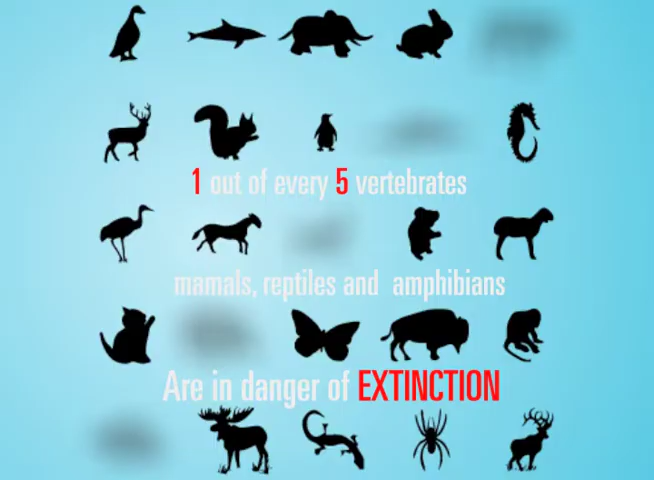 1 out of every 5 vertebrates
mamals, reptiles and amphibians
Are in danger of EXTINCTION